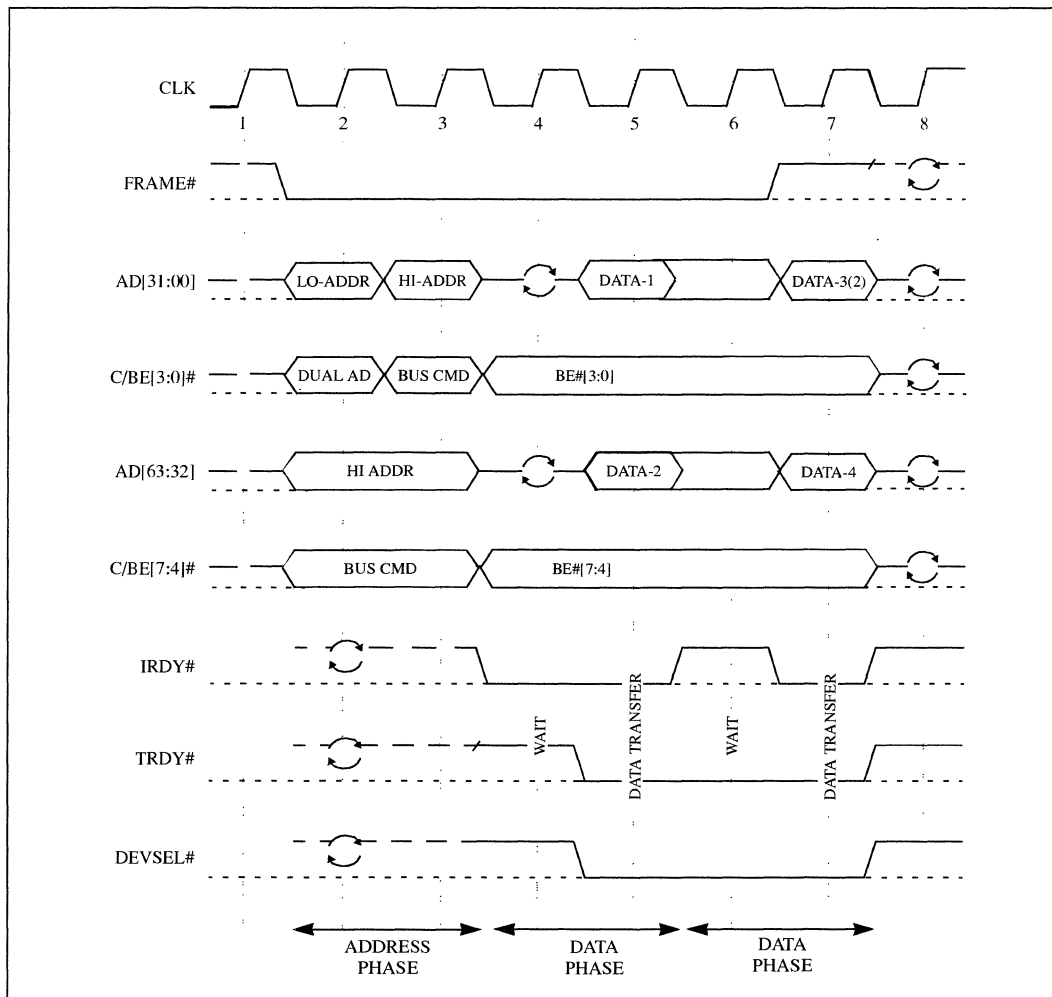 CLK
1 2 3 4 5 6 7 8
FRAME#
AD[31:00] LO-ADDR HI-ADDR DATA-1 DATA-3(2)
C/BE[3:0]# DUAL AD BUS CMD BE#[3:0]
AD[63:32] HI ADDR DATA-2 DATA-4
C/BE[7:4]# BUS CMD BE#[7:4]
IRDY#
TRDY#
WAIT
DATA TRANSFER
WAIT
DATA TRANSFER
DEVSEL#
ADDRESS
PHASE
DATA
PHASE
DATA
PHASE